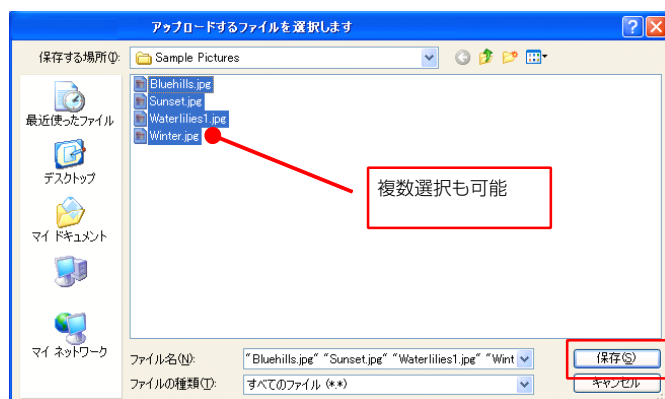 アップロードするファイルを選択します
保存する場所(I):
Sample Pictures
最近使ったファイル
デスクトップ
マイ ドキュメント
マイ ネットワーク
Bluehills.jpg
Sunset.jpg
Waterlilies1.jpg
Winter.jpg
複数選択も可能
ファイル名(N):
"Bluehills.jpg" "Sunset.jpg" "Waterlilies1.jpg" "Wint
保存(S)
ファイルの種類(T):
すべてのファイル (*.*)
キャンセル